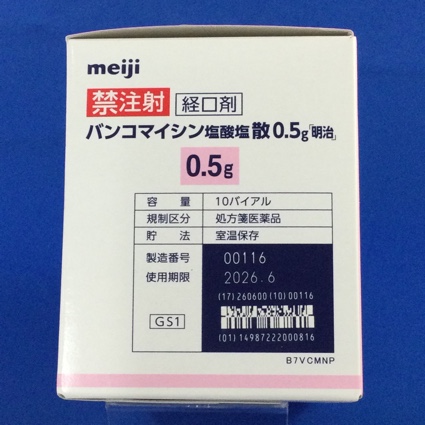 meiji
禁注射 経口剤
バンコマイシン塩酸塩散0.5g「明治」
0.5g
容量 10バイアル
規制区分 処方箋医薬品
貯法 室温保存
製造番号 00116
使用期限 2026.6
(17)260600(10)00116
GS1
(01)14987222000816
B7VCMNP